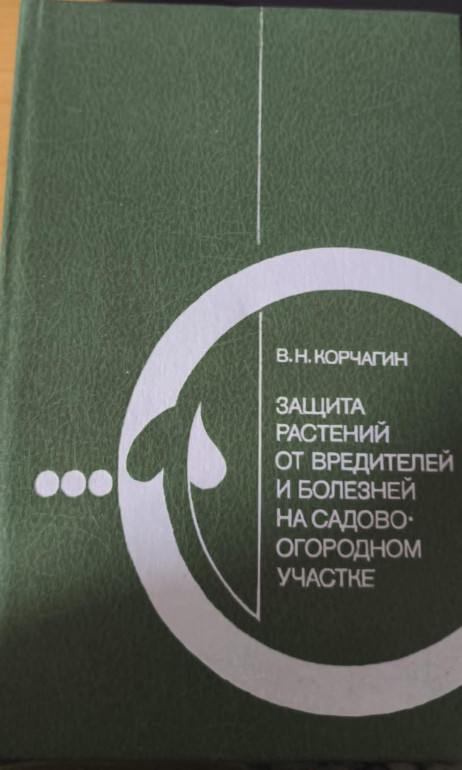 В. Н. КОРЧАГИН
ЗАЩИТА
РАСТЕНИЙ
ОТ ВРЕДИТЕЛЕЙ
И БОЛЕЗНЕЙ
НА САДОВО-
ОГОРОДНОМ
УЧАСТКЕ